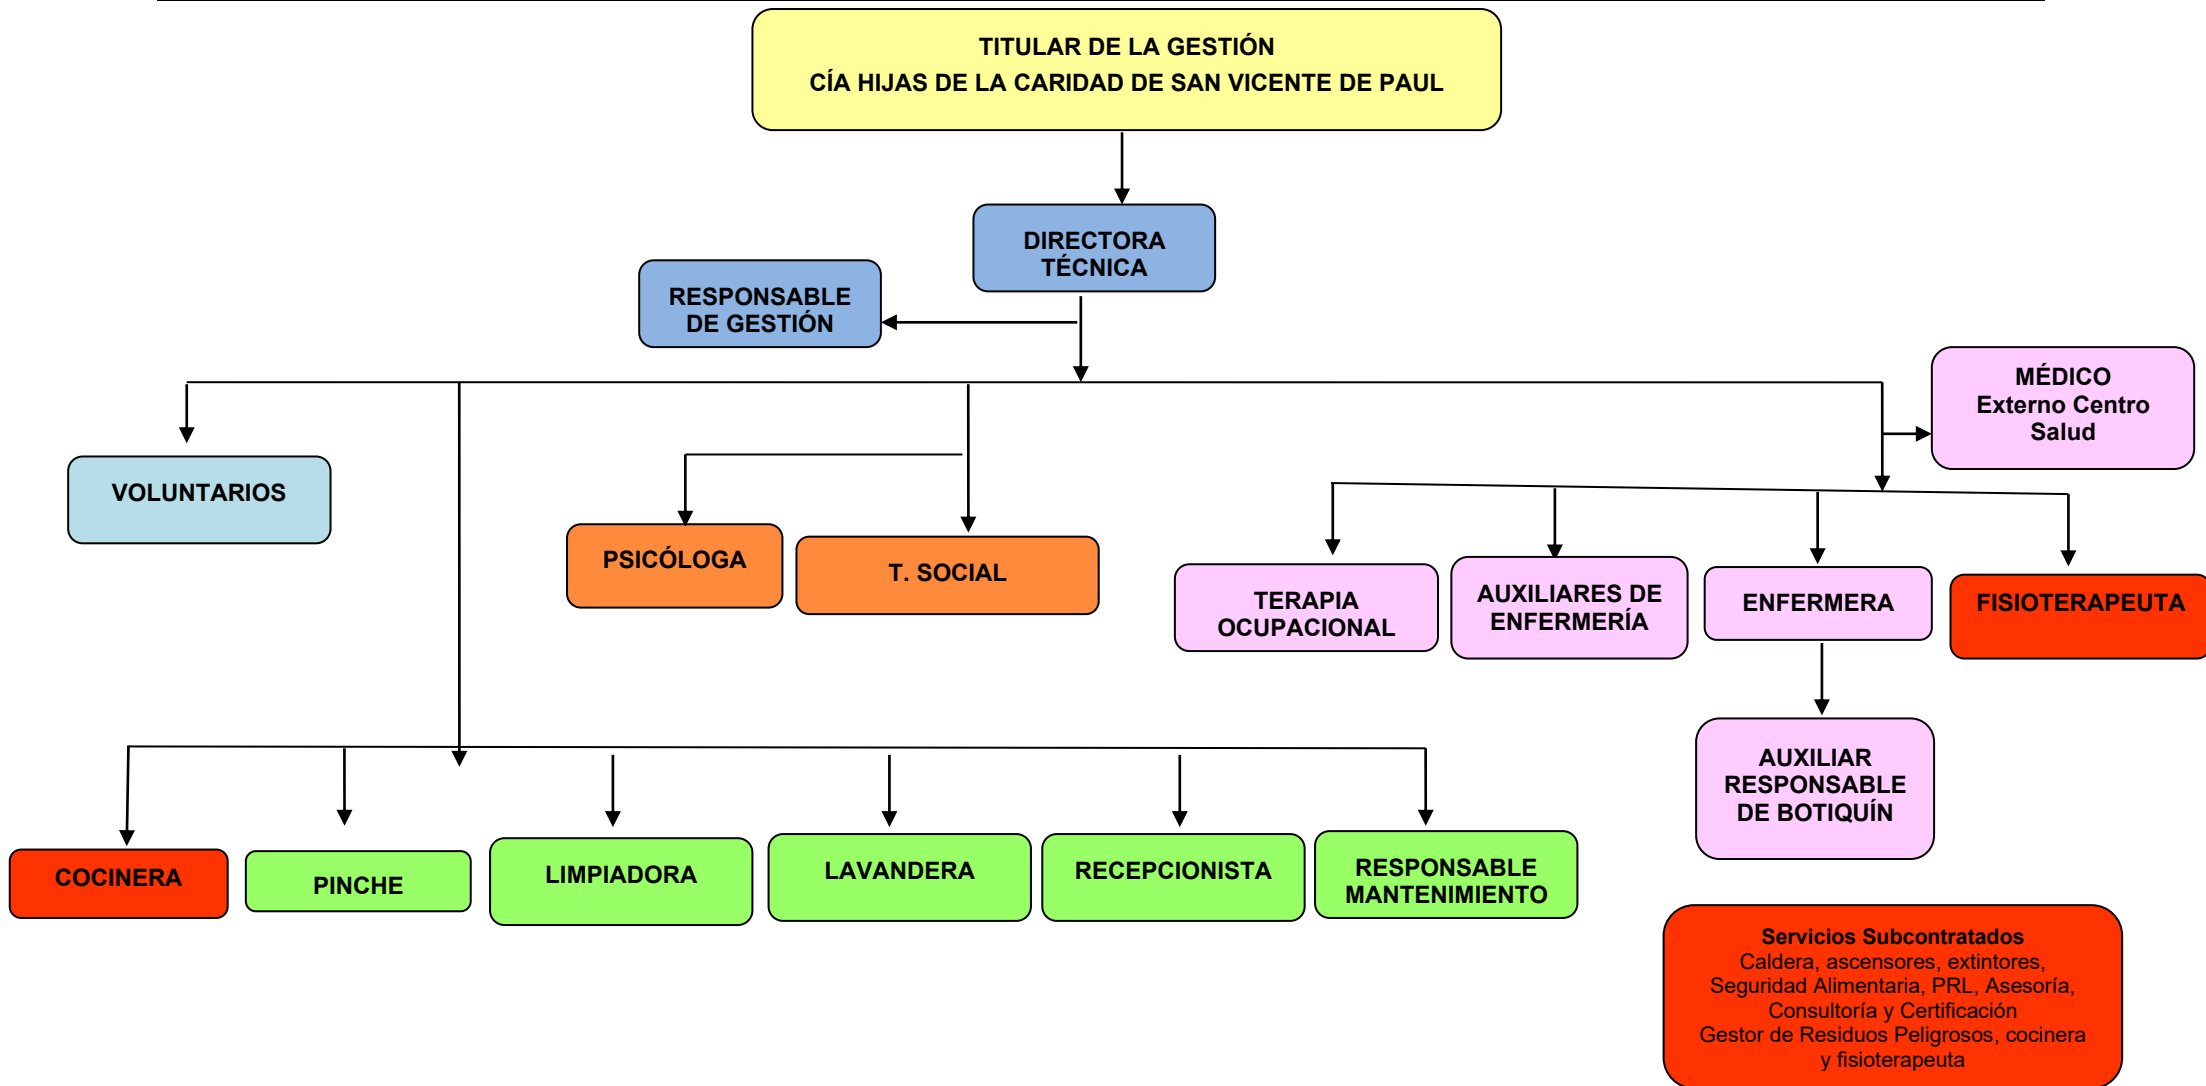 TITULAR DE LA GESTIÓN
CÍA HIJAS DE LA CARIDAD DE SAN VICENTE DE PAUL
DIRECTORA
TÉCNICA
RESPONSABLE
DE GESTIÓN
MÉDICO
Externo Centro
Salud
VOLUNTARIOS
PSICÓLOGA
T. SOCIAL
TERAPIA
OCUPACIONAL
AUXILIARES DE
ENFERMERÍA
ENFERMERA
FISIOTERAPEUTA
AUXILIAR
RESPONSABLE
DE BOTIQUÍN
COCINERA
PINCHE
LIMPIADORA
LAVANDERA
RECEPCIONISTA
RESPONSABLE
MANTENIMIENTO
Servicios Subcontratados
Caldera, ascensores, extintores,
Seguridad Alimentaria, PRL, Asesoría,
Consultoría y Certificación
Gestor de Residuos Peligrosos, cocinera
y fisioterapeuta